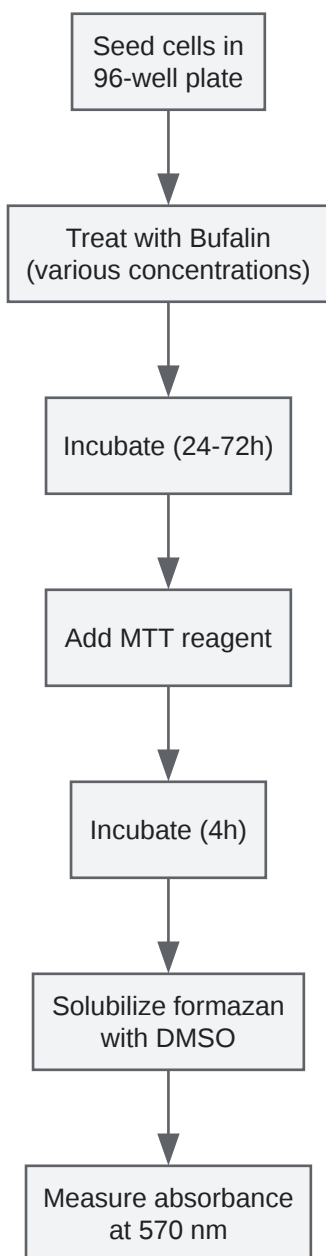 Seed cells in
96-well plate
Treat with Bufalin
(various concentrations)
Incubate (24-72h)
Add MTT reagent
Incubate (4h)
Solubilize formazan
with DMSO
Measure absorbance
at 570 nm